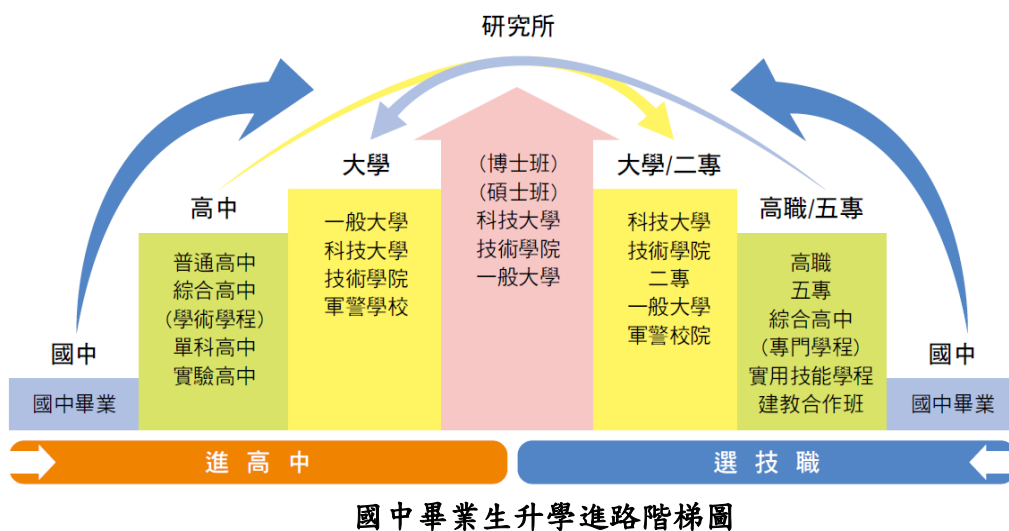 研究所
大學
高中
國中
國中畢業
普通高中
綜合高中
(學術學程)
單科高中
實驗高中
一般大學
科技大學
技術學院
軍警學校
(博士班)
(碩士班)
科技大學
技術學院
一般大學
大學/二專
科技大學
技術學院
二專
一般大學
軍警校院
高職/五專
高職
五專
綜合高中
(專門學程)
實用技能學程
建教合作班
國中
國中畢業
進高中
選技職
國中畢業生升學進路階梯圖